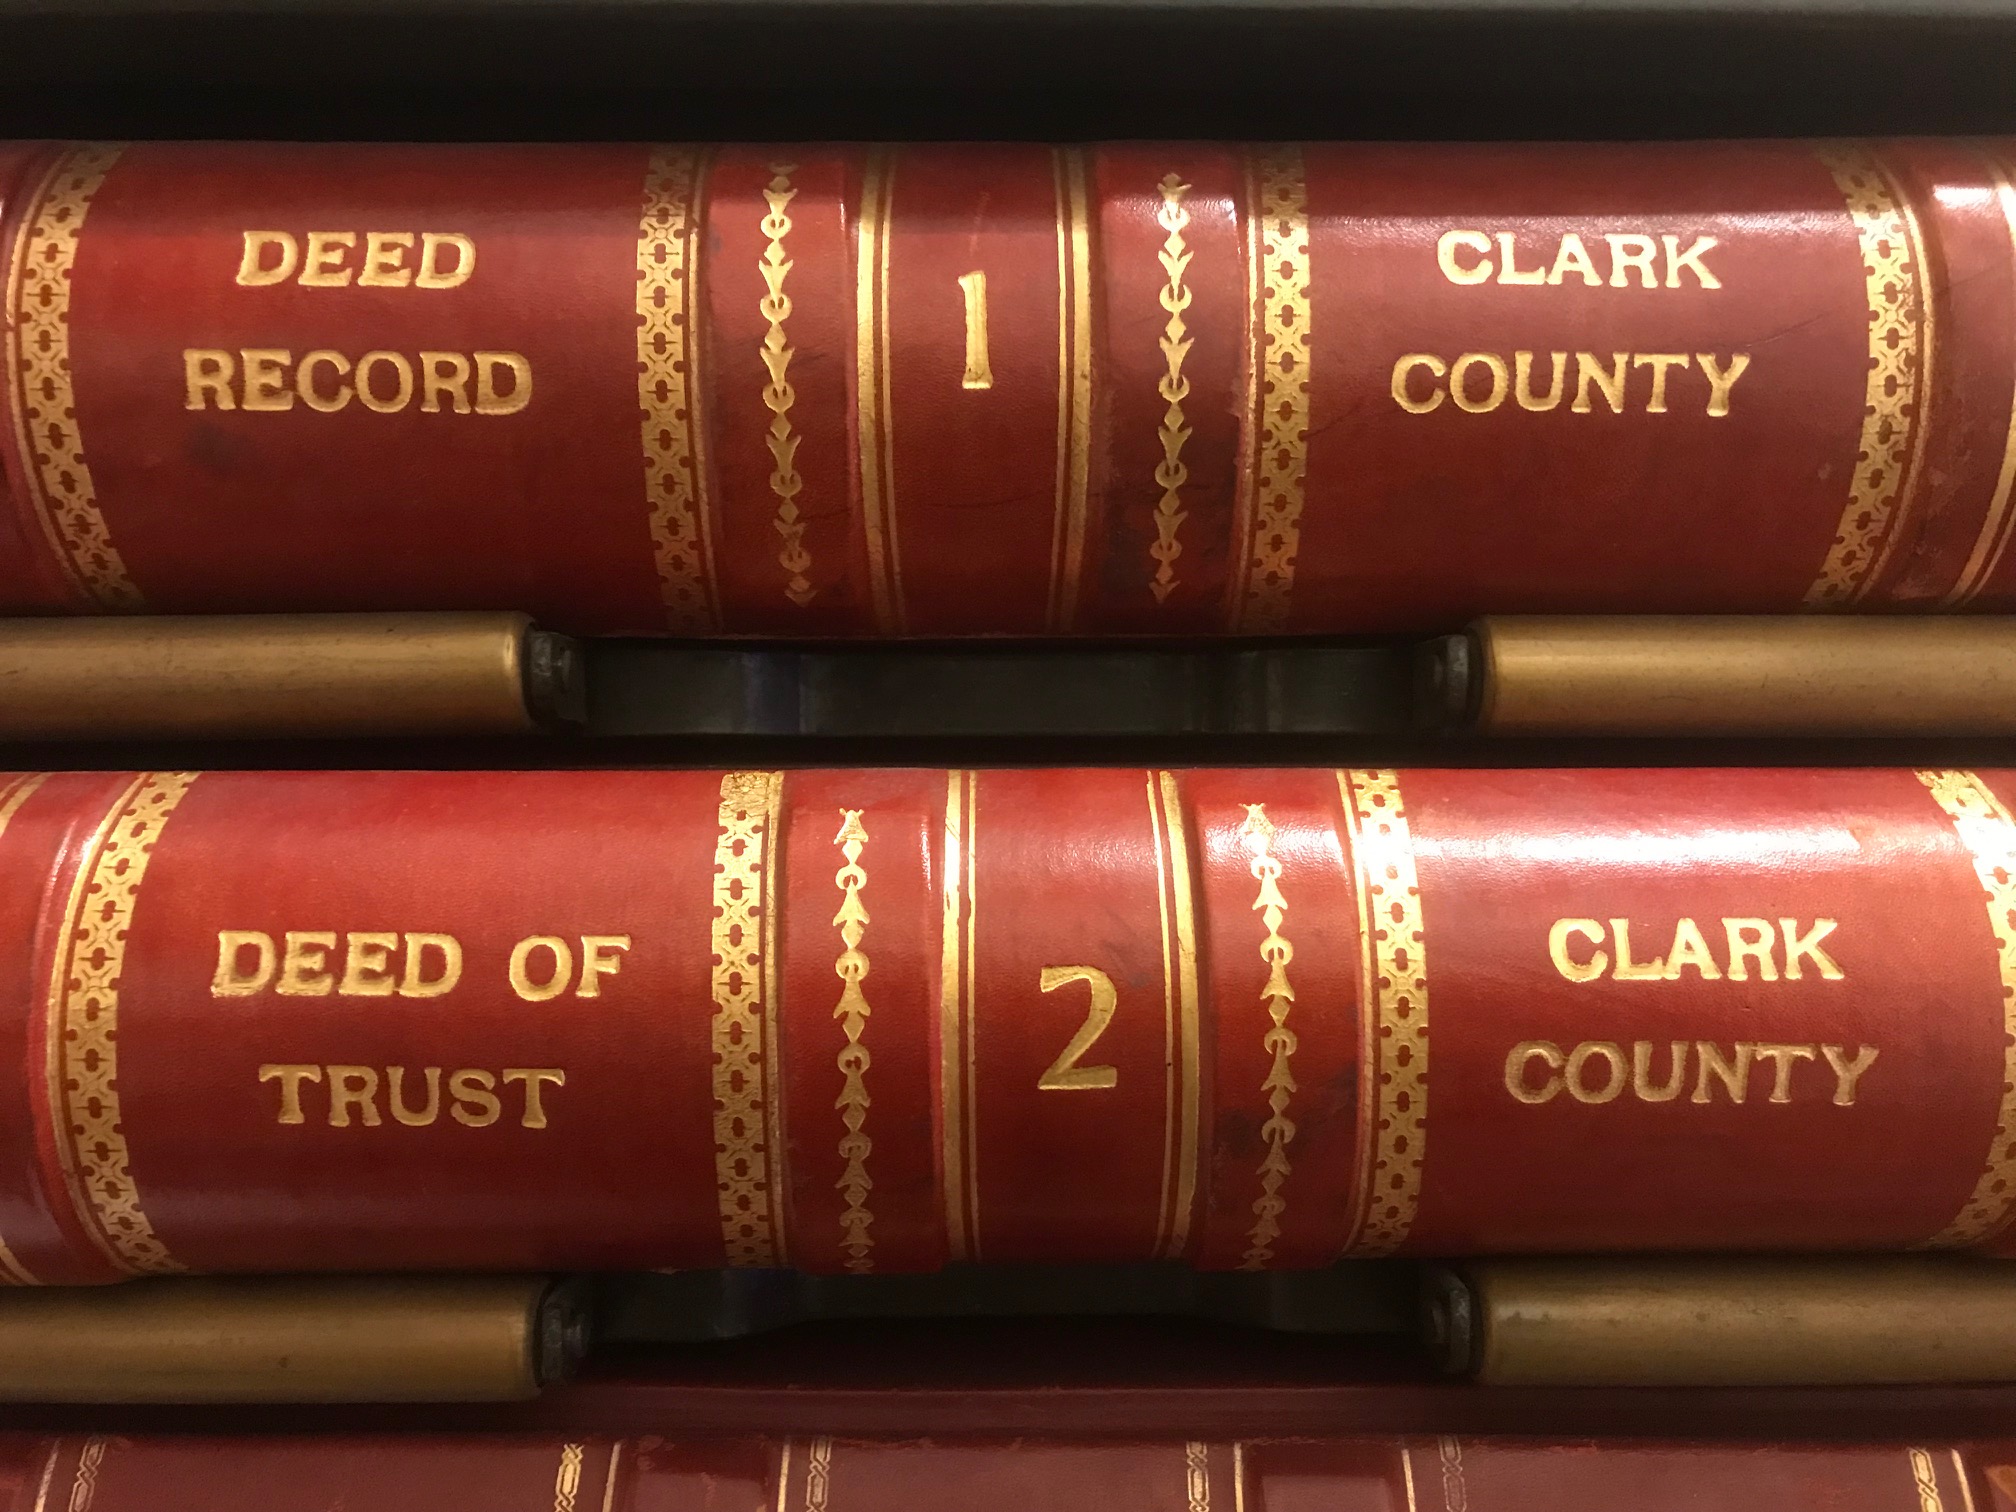 DEED
RECORD
1
CLARK
COUNTY
DEED OF
TRUST
2
CLARK
COUNTY